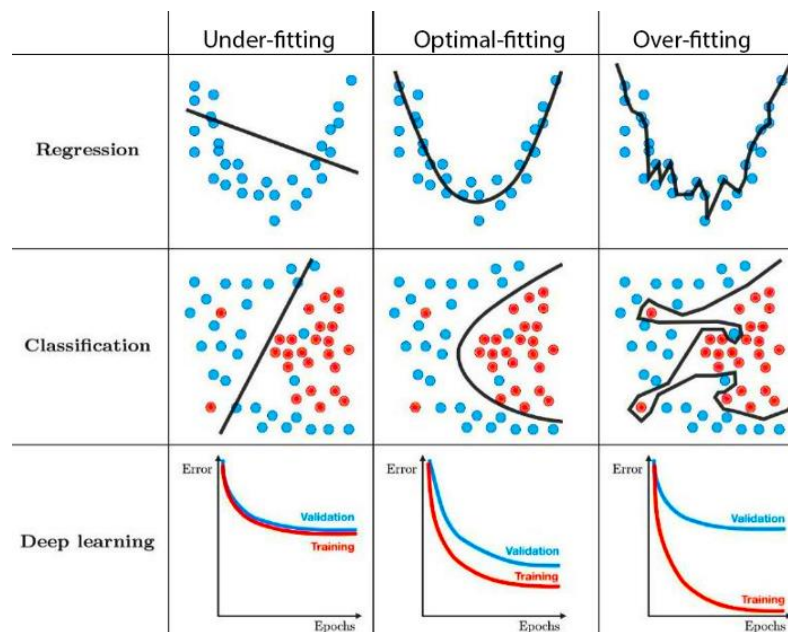 Under-fitting Optimal-fitting Over-fitting
Regression
Classification
Deep learning
Error
Validation
Training
Epochs
Error
Validation
Training
Epochs
Error
Validation
Training
Epochs